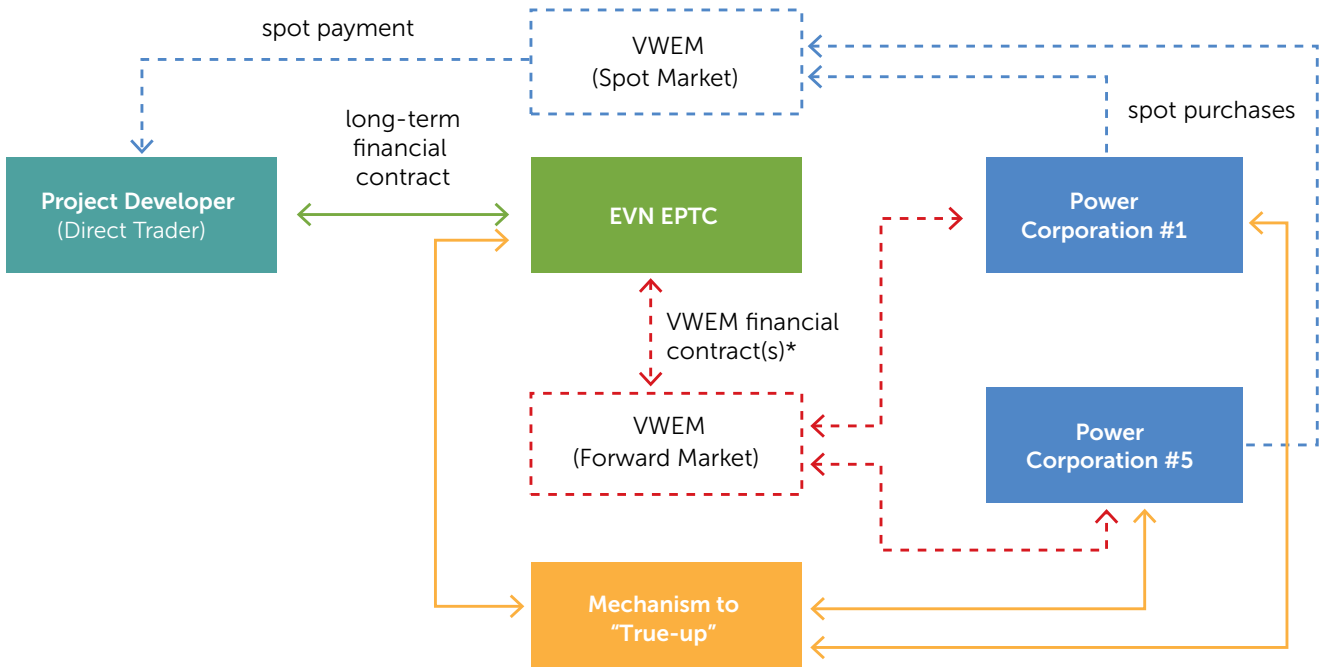 spot payment
VWEM
(Spot Market)
spot purchases
long-term
financial
contract
Project Developer
(Direct Trader)
EVN EPTC
Power
Corporation #1
VWEM financial
contract(s)*
VWEM
(Forward Market)
Power
Corporation #5
Mechanism to
“True-up”